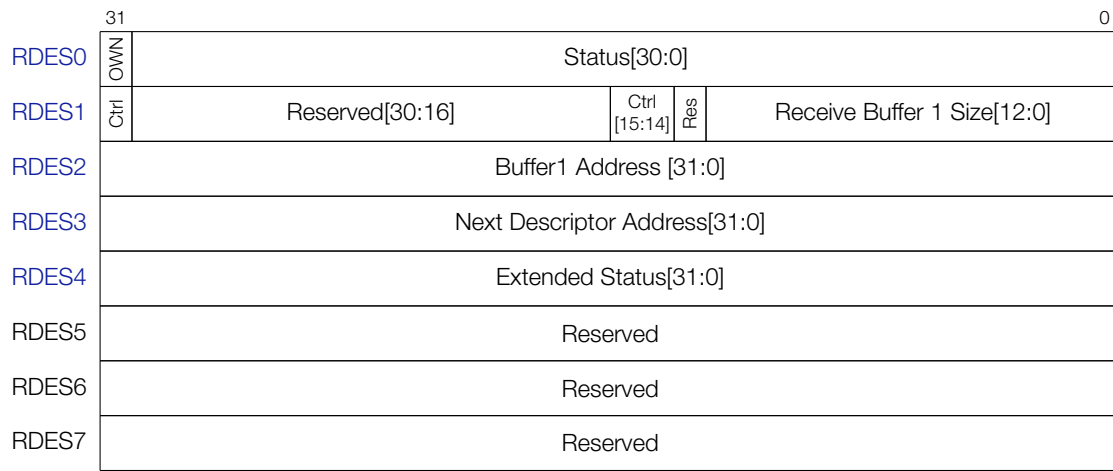 31 0
RDES0 OWN Status[30:0]
RDES1 Ctrl Reserved[30:16] Ctrl [15:14] Res Receive Buffer 1 Size[12:0]
RDES2 Buffer1 Address [31:0]
RDES3 Next Descriptor Address[31:0]
RDES4 Extended Status[31:0]
RDES5 Reserved
RDES6 Reserved
RDES7 Reserved